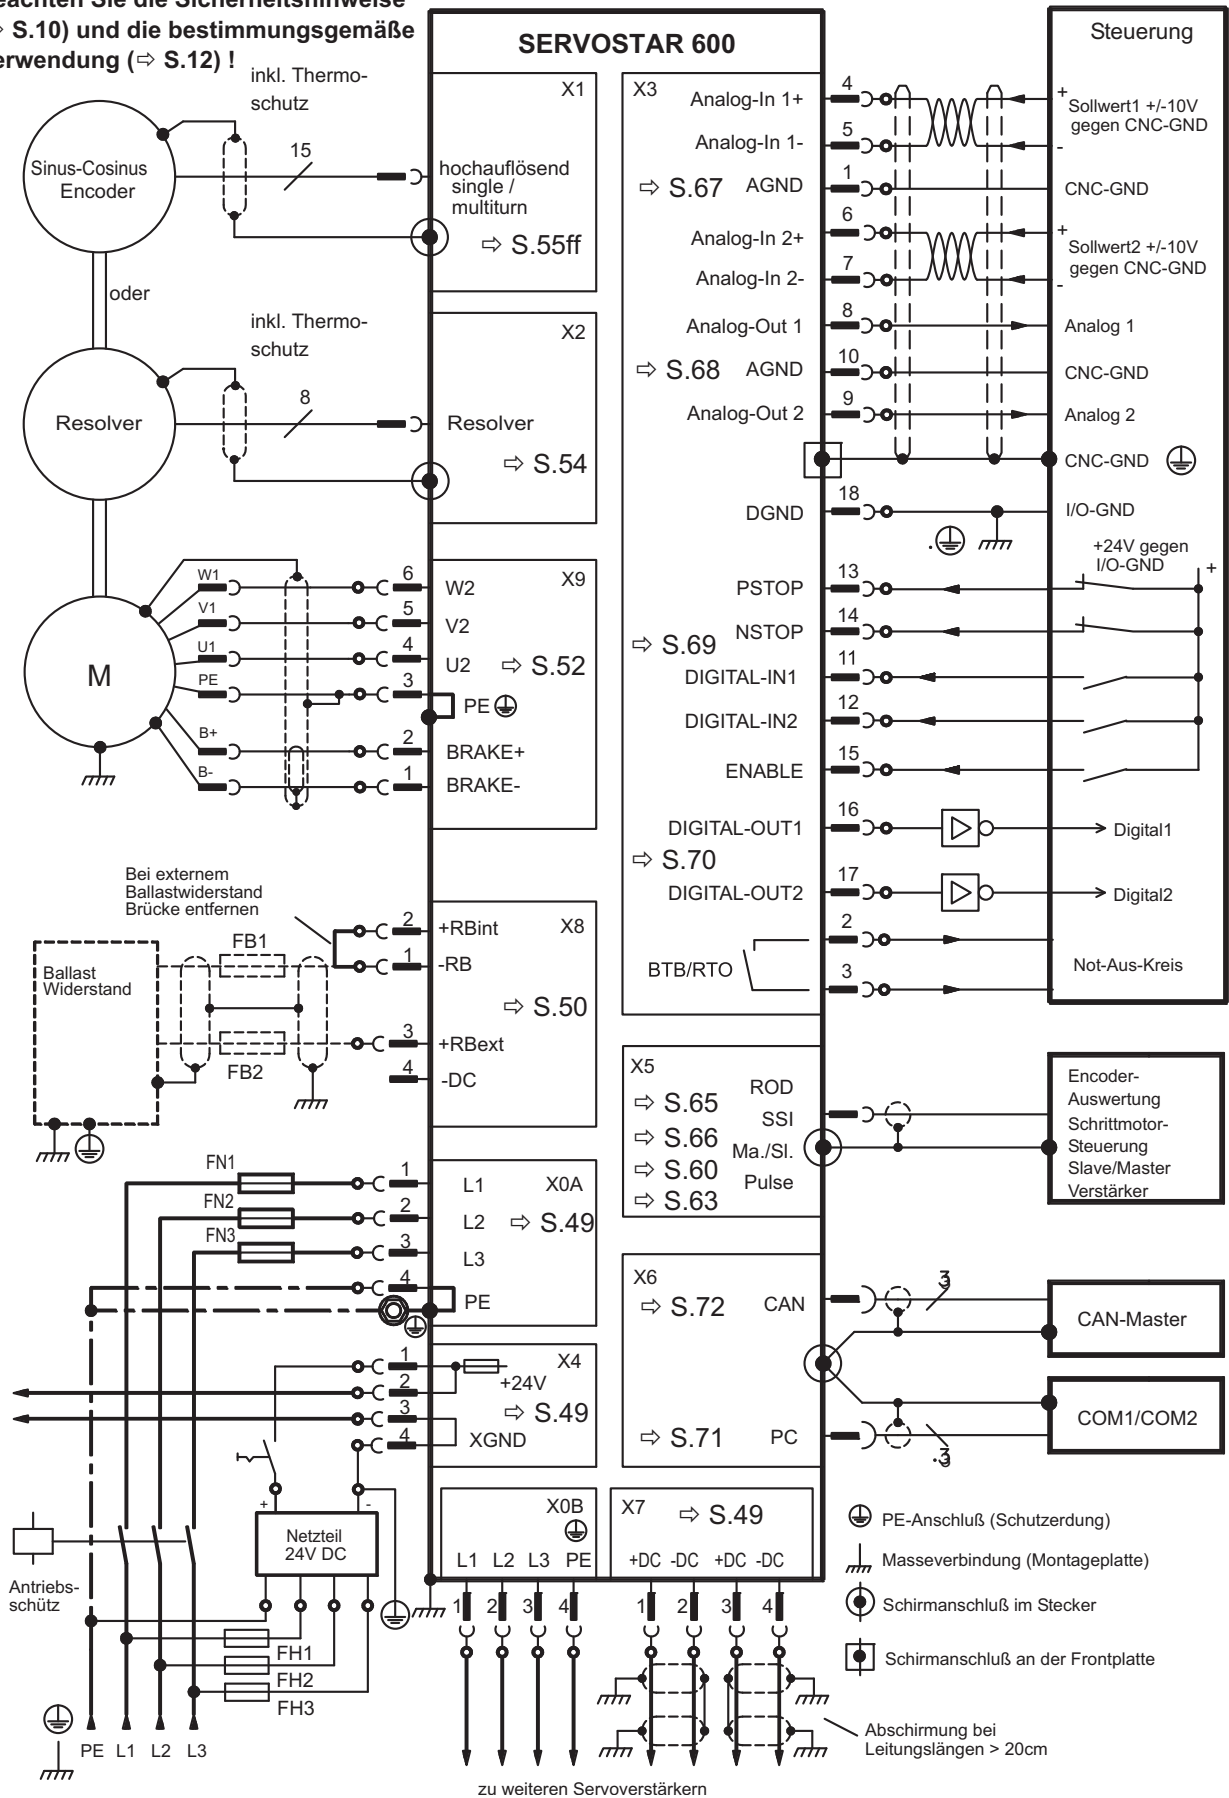 eachten Sie die Sicherheitshinweise
⇨ S.10) und die bestimmungsgemäße
erwendung (⇨ S.12) !
SERVOSTAR 600
Steuerung
inkl. Thermo-
schutz
Sinus-Cosinus
Encoder
15
X1
hochauflösend
single /
multiturn
⇨ S.55ff
oder
inkl. Thermo-
schutz
Resolver
8
X2
Resolver
⇨ S.54
M
W1
V1
U1
PE
B+
B-
6
5
4
3
2
1
X9
W2
V2
U2
⇨ S.52
PE
BRAKE+
BRAKE-
Bei externem
Ballastwiderstand
Brücke entfernen
Ballast
Widerstand
FB1
FB2
2
1
3
4
X8
+RBint
-RB
⇨ S.50
+RBext
-DC
FN1
FN2
FN3
1
2
3
4
X0A
L1
L2
⇨ S.49
L3
PE
1
2
3
4
X4
+24V
⇨ S.49
XGND
+
-
Netzteil
24V DC
Antriebs-
schütz
FH1
FH2
FH3
PE L1 L2 L3
X3
Analog-In 1+
4
+
Sollwert1 +/-10V
gegen CNC-GND
Analog-In 1-
5
-
⇨ S.67
AGND
1
CNC-GND
Analog-In 2+
6
+
Sollwert2 +/-10V
gegen CNC-GND
Analog-In 2-
7
-
Analog-Out 1
8
Analog 1
⇨ S.68
AGND
10
CNC-GND
Analog-Out 2
9
Analog 2
CNC-GND
DGND
18
I/O-GND
+24V gegen
I/O-GND
+
PSTOP
13
NSTOP
14
⇨ S.69
DIGITAL-IN1
11
DIGITAL-IN2
12
ENABLE
15
DIGITAL-OUT1
16
Digital1
⇨ S.70
DIGITAL-OUT2
17
Digital2
BTB/RTO
2
3
Not-Aus-Kreis
X5
ROD
⇨ S.65
SSI
⇨ S.66
Ma./Sl.
⇨ S.60
Pulse
⇨ S.63
Encoder-
Auswertung
Schrittmotor-
Steuerung
Slave/Master
Verstärker
X6
⇨ S.72
CAN
3
CAN-Master
⇨ S.71
PC
3
COM1/COM2
X0B
L1 L2 L3 PE
1 2 3 4
X7
⇨ S.49
+DC -DC +DC -DC
1 2 3 4
PE-Anschluß (Schutzerdung)
Masseverbindung (Montageplatte)
Schirmanschluß im Stecker
Schirmanschluß an der Frontplatte
Abschirmung bei
Leitungslängen > 20cm
zu weiteren Servoverstärkern